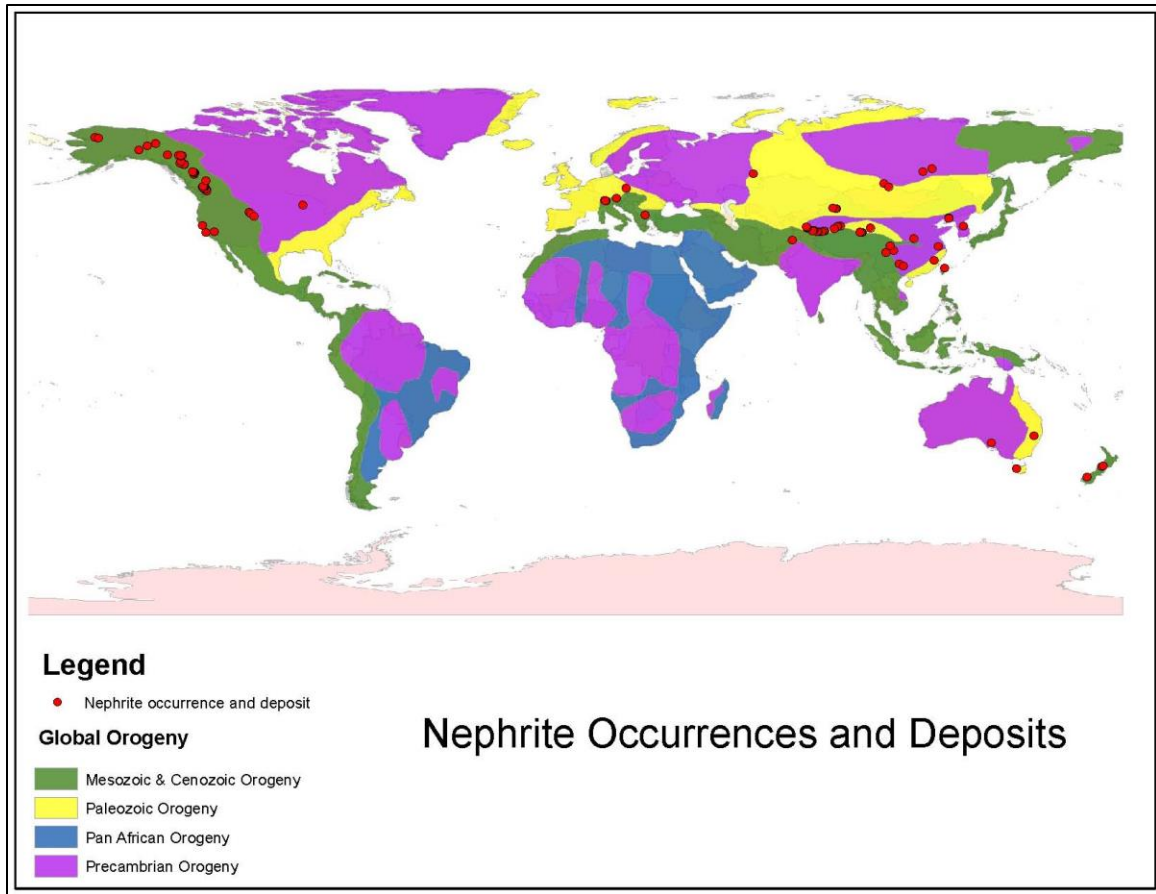 Legend
Nephrite occurrence and deposit
Global Orogeny
Nephrite Occurrences and Deposits
Mesozoic & Cenozoic Orogeny
Paleozoic Orogeny
Pan African Orogeny
Precambrian Orogeny